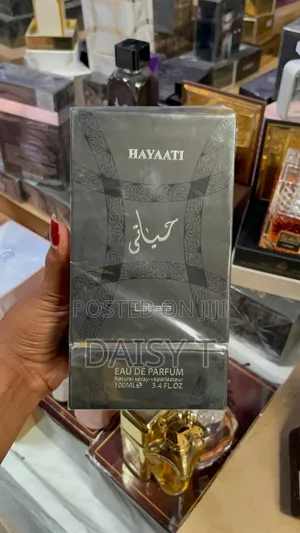 HAYAATI
حياتي
POSTED ON JIJI
DAISY T
EAU DE PARFUM
Natural spray-vaporisateur
100ML℮ 3.4 FL.OZ